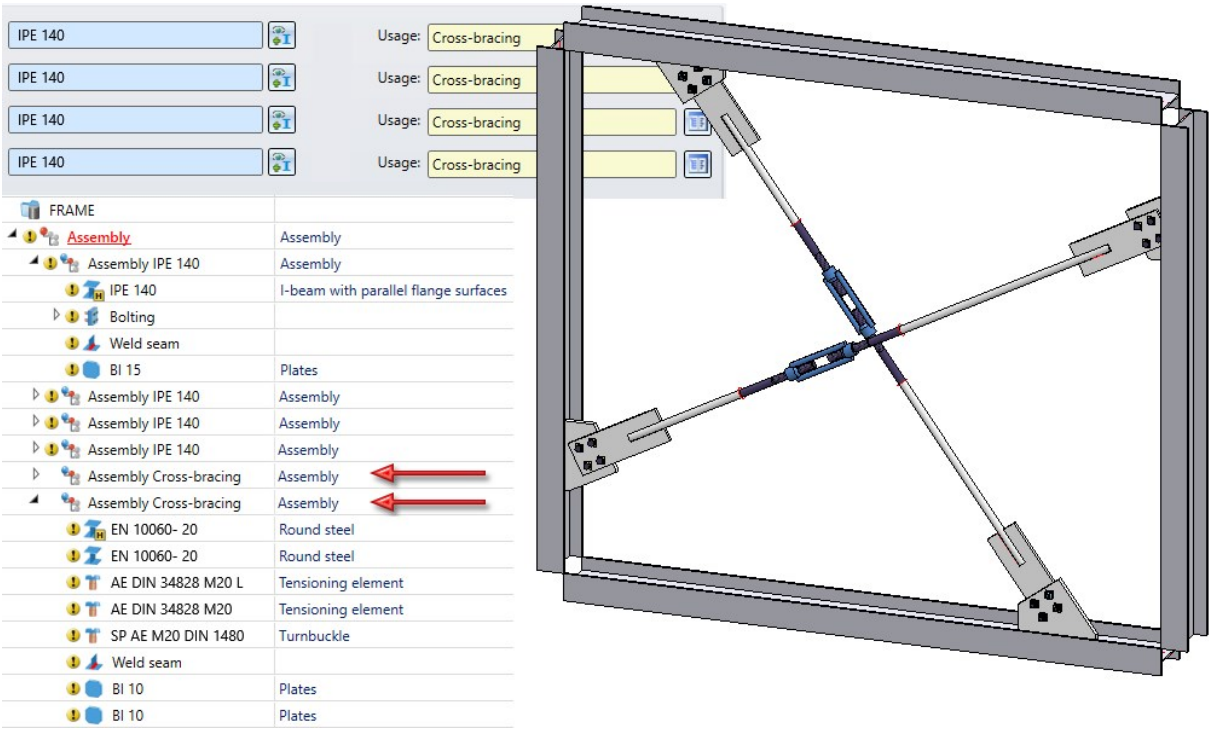 IPE 140 Usage: Cross-bracing
IPE 140 Usage: Cross-bracing
IPE 140 Usage: Cross-bracing
IPE 140 Usage: Cross-bracing
FRAME
Assembly Assembly
Assembly IPE 140 Assembly
IPE 140 I-beam with parallel flange surfaces
Bolting
Weld seam
BI 15 Plates
Assembly IPE 140 Assembly
Assembly IPE 140 Assembly
Assembly IPE 140 Assembly
Assembly Cross-bracing Assembly
Assembly Cross-bracing Assembly
EN 10060- 20 Round steel
EN 10060- 20 Round steel
AE DIN 34828 M20 L Tensioning element
AE DIN 34828 M20 Tensioning element
SP AE M20 DIN 1480 Turnbuckle
Weld seam
BI 10 Plates
BI 10 Plates